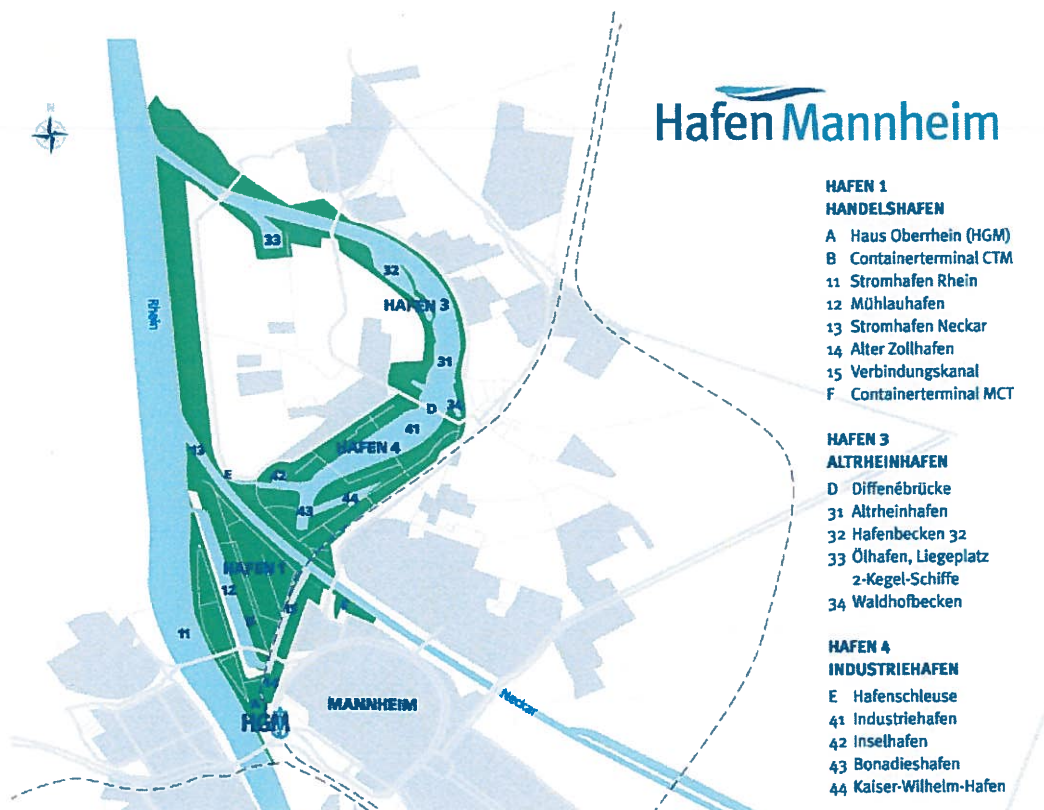 Hafen Mannheim
HAFEN 1
HANDELSHAFEN
A Haus Oberrhein (HGM)
B Containerterminal CTM
11 Stromhafen Rhein
12 Mühlauhafen
13 Stromhafen Neckar
14 Alter Zollhafen
15 Verbindungskanal
F Containerterminal MCT
HAFEN 3
ALTRHEINHAFEN
D Diffenébrücke
31 Altrheinhafen
32 Hafenbecken 32
33 Ölhafen, Liegeplatz
2-Kegel-Schiffe
34 Waldhofbecken
HAFEN 4
INDUSTRIEHAFEN
E Hafenschleuse
41 Industriehafen
42 Inselhafen
43 Bonadieshafen
44 Kaiser-Wilhelm-Hafen
33
32
HAFEN 3
Rhein
31
D
34
41
13
HAFEN 4
E
42
44
43
HAFEN 1
12
15
11
MANNHEIM
Neckar
A
HGM